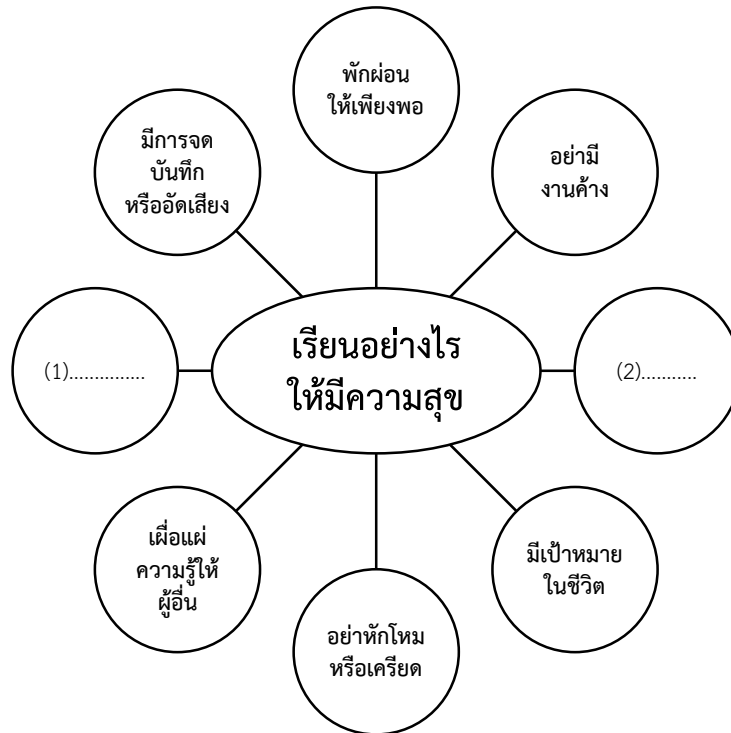 พักผ่อน
ให้เพียงพอ
มีการจด
บันทึก
หรืออัดเสียง
อย่ามี
งานค้าง
(1)..............
เรียนอย่างไร
ให้มีความสุข
(2)...........
เผื่อแผ่
ความรู้ให้
ผู้อื่น
มีเป้าหมาย
ในชีวิต
อย่าหักโหม
หรือเครียด